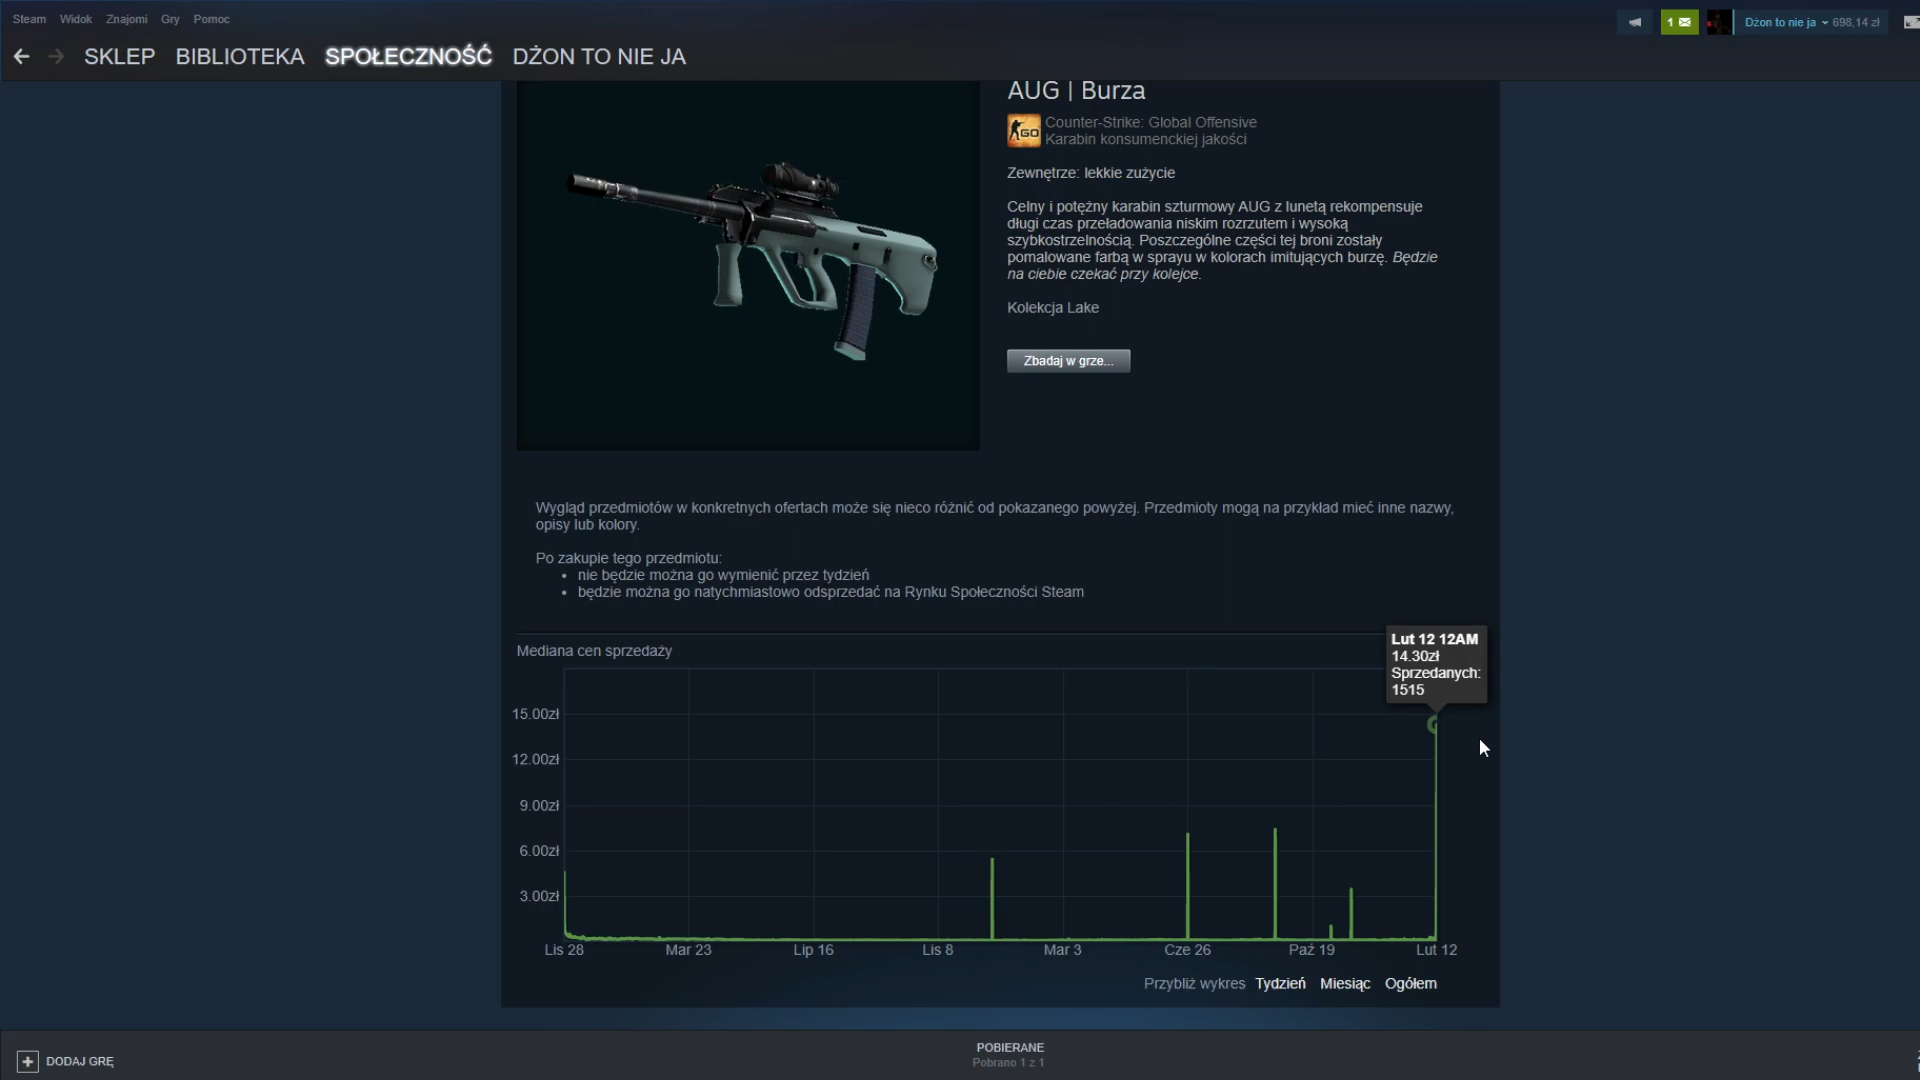 Steam Widok Znajomi Gry Pomoc
1
Dżon to nie ja 698,14 zł
SKLEP BIBLIOTEKA SPOŁECZNOŚĆ DŻON TO NIE JA
AUG | Burza
GO
Counter-Strike: Global Offensive
Karabin konsumenckiej jakości
Zewnętrze: lekkie zużycie
Celny i potężny karabin szturmowy AUG z lunetą rekompensuje
długi czas przeładowania niskim rozrzutem i wysoką
szybkostrzelnością. Poszczególne części tej broni zostały
pomalowane farbą w sprayu w kolorach imitujących burzę. Będzie
na ciebie czekać przy kolejce.
Kolekcja Lake
Zbadaj w grze...
Wygląd przedmiotów w konkretnych ofertach może się nieco różnić od pokazanego powyżej. Przedmioty mogą na przykład mieć inne nazwy,
opisy lub kolory.
Po zakupie tego przedmiotu:
• nie będzie można go wymienić przez tydzień
• będzie można go natychmiastowo odsprzedać na Rynku Społeczności Steam
Mediana cen sprzedaży
Lut 12 12AM
14.30zł
Sprzedanych:
1515
15.00zł
12.00zł
9.00zł
6.00zł
3.00zł
Lis 28 Mar 23 Lip 16 Lis 8 Mar 3 Cze 26 Paź 19 Lut 12
Przybliż wykres Tydzień Miesiąc Ogółem
+ DODAJ GRĘ
POBIERANE
Pobrano 1 z 1